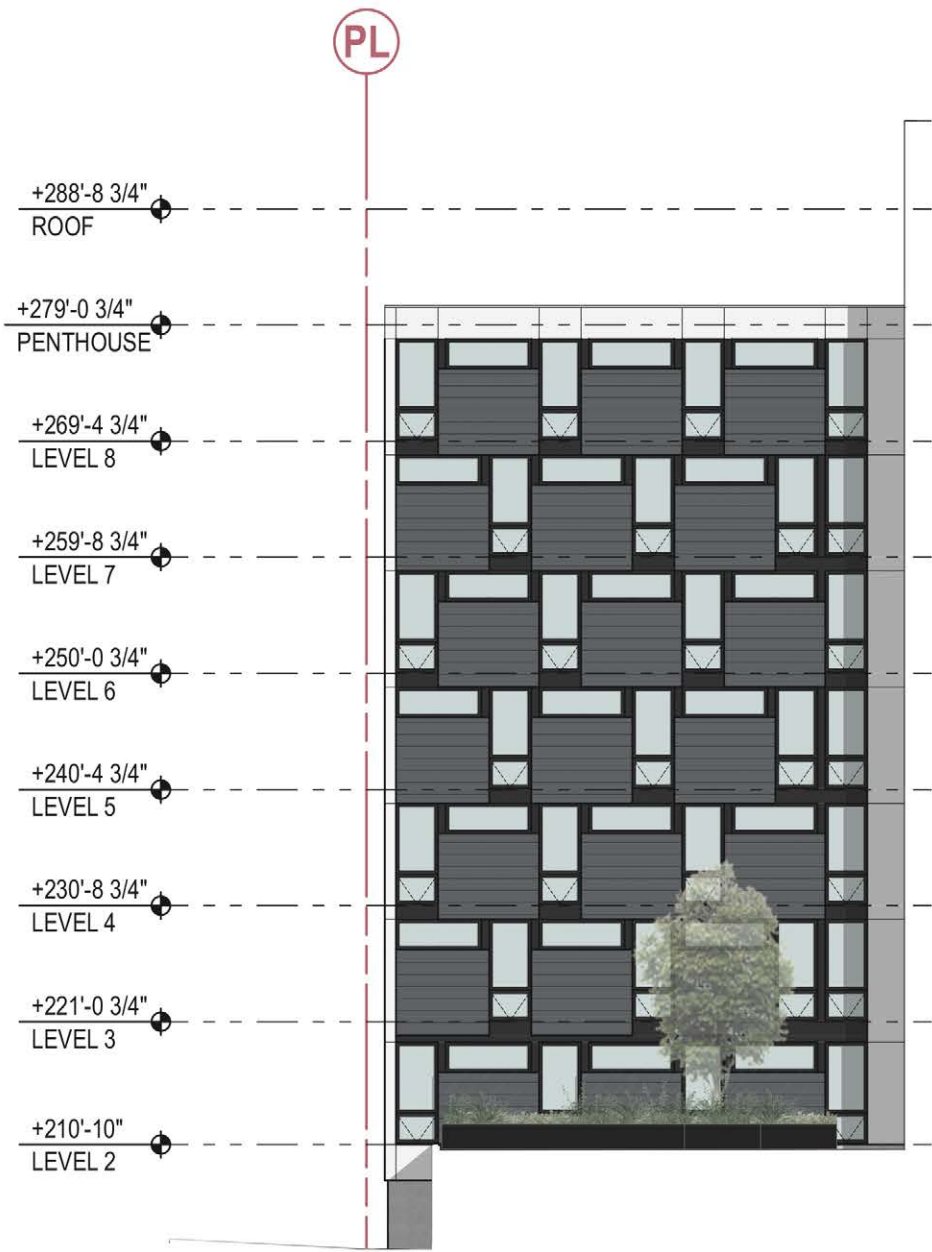 PL
+288'-8 3/4"
ROOF
+279'-0 3/4"
PENTHOUSE
+269'-4 3/4"
LEVEL 8
+259'-8 3/4"
LEVEL 7
+250'-0 3/4"
LEVEL 6
+240'-4 3/4"
LEVEL 5
+230'-8 3/4"
LEVEL 4
+221'-0 3/4"
LEVEL 3
+210'-10"
LEVEL 2